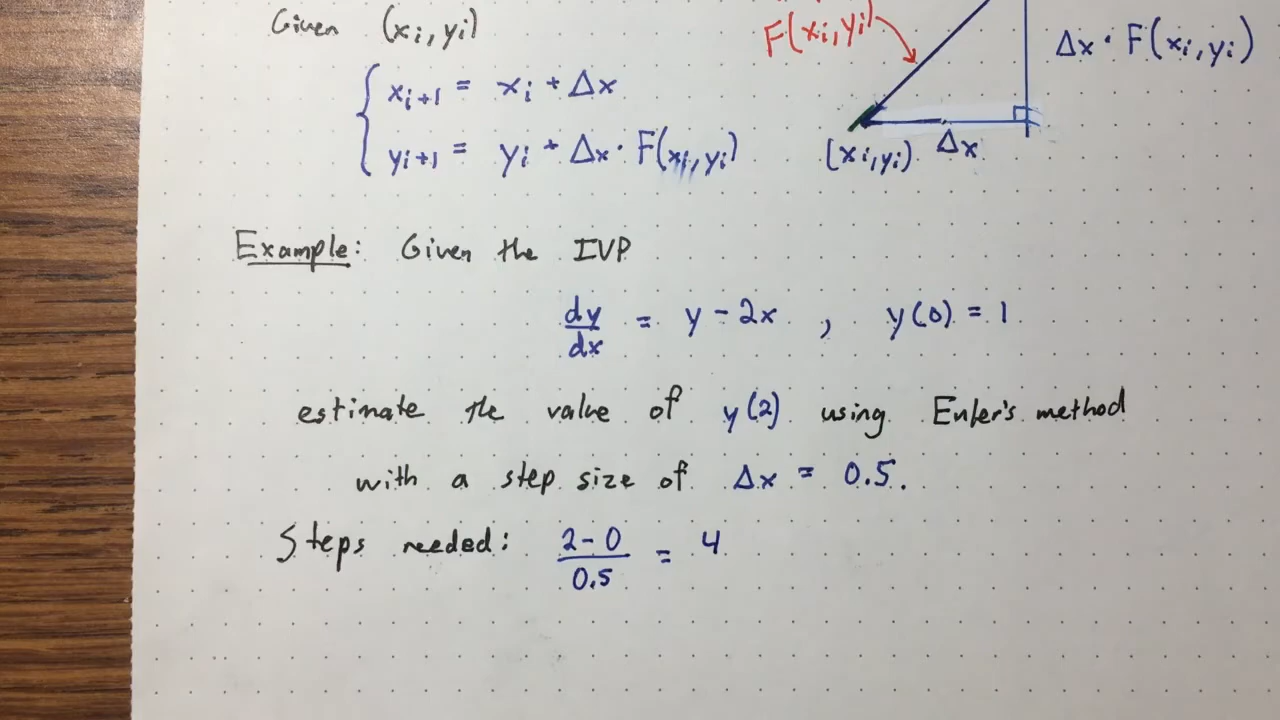 Given (xi, yi)
F(xi, yi)
Δx · F(xi, yi)
xi+1 = xi + Δx
yi+1 = yi + Δx · F(xi, yi)
(xi, yi) Δx
Example: Given the IVP
dy/dx = y - 2x , y(0) = 1
estimate the value of y(2) using Euler's method
with a step size of Δx = 0.5.
Steps needed: 2-0/0.5 = 4